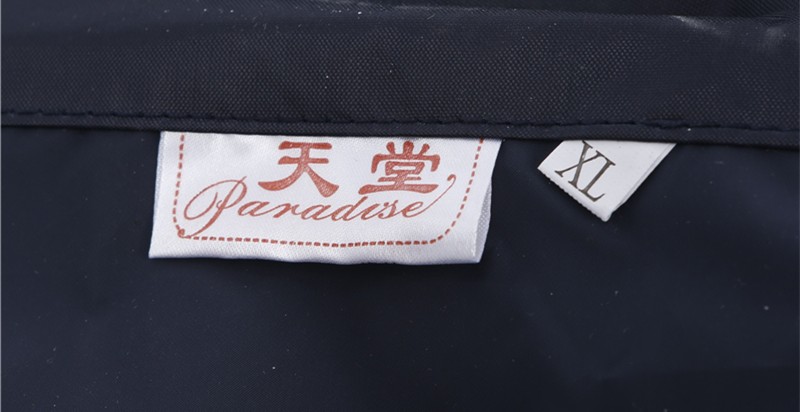 天堂
Paradise
XL